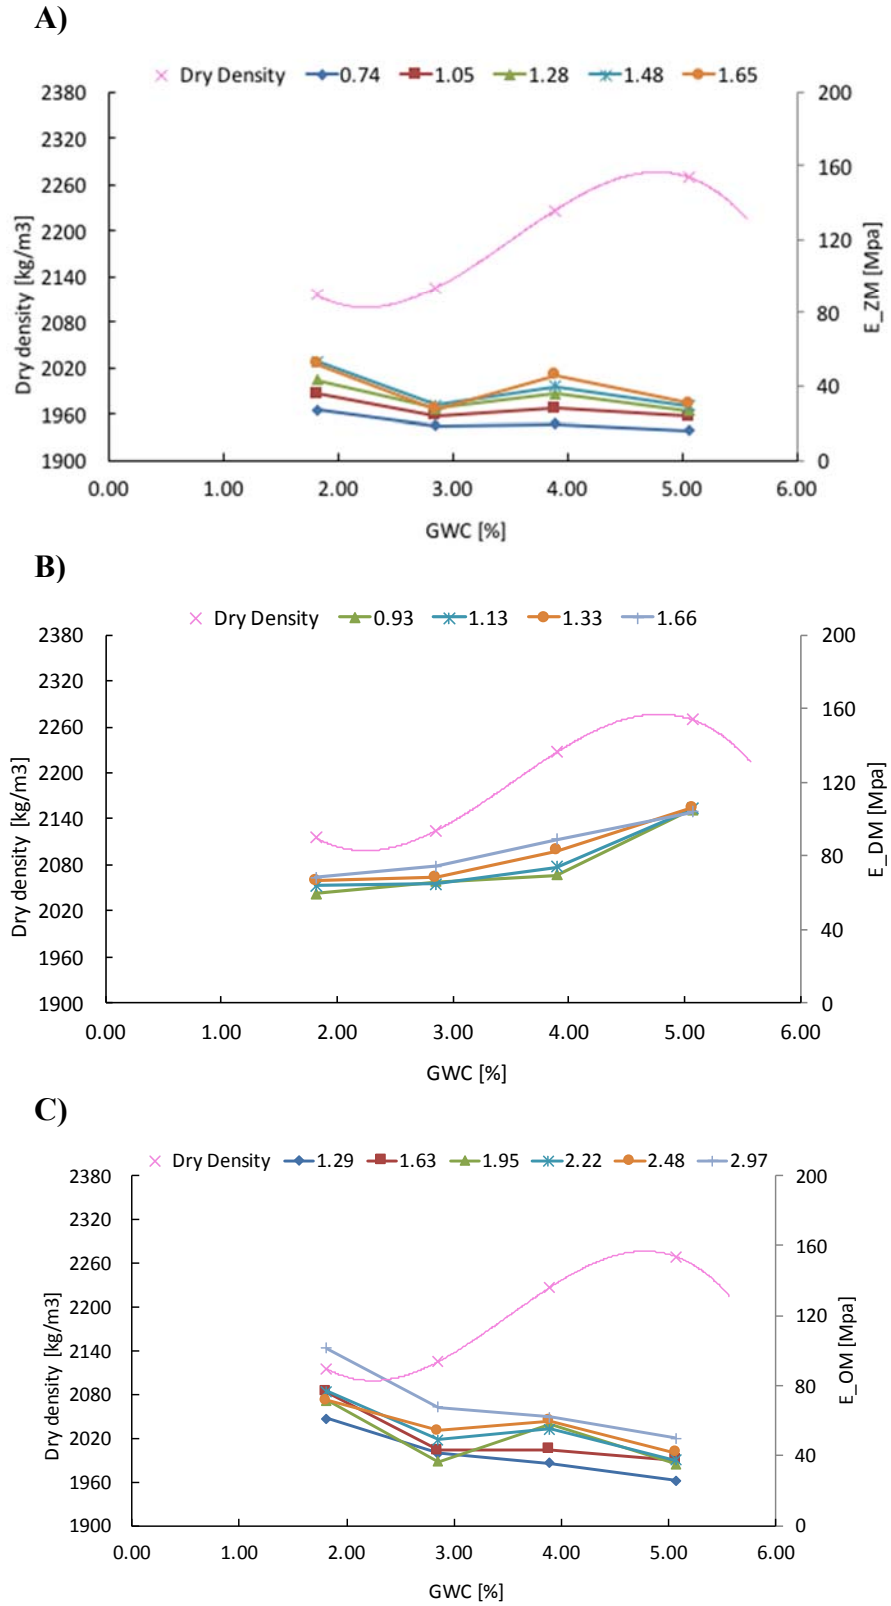 A)
Dry Density 0.74 1.05 1.28 1.48 1.65
2380 200
2320
2260 160
2200
2140 120
2080 80
2020
1960 40
1900 0
0.00 1.00 2.00 3.00 4.00 5.00 6.00
Dry density [kg/m3]
E_ZM [Mpa]
GWC [%]
B)
Dry Density 0.93 1.13 1.33 1.66
2380 200
2320
2260 160
2200
2140 120
2080 80
2020
1960 40
1900 0
0.00 1.00 2.00 3.00 4.00 5.00 6.00
Dry density [kg/m3]
E_DM [Mpa]
GWC [%]
C)
Dry Density 1.29 1.63 1.95 2.22 2.48 2.97
2380 200
2320
2260 160
2200
2140 120
2080 80
2020
1960 40
1900 0
0.00 1.00 2.00 3.00 4.00 5.00 6.00
Dry density [kg/m3]
E_OM [Mpa]
GWC [%]